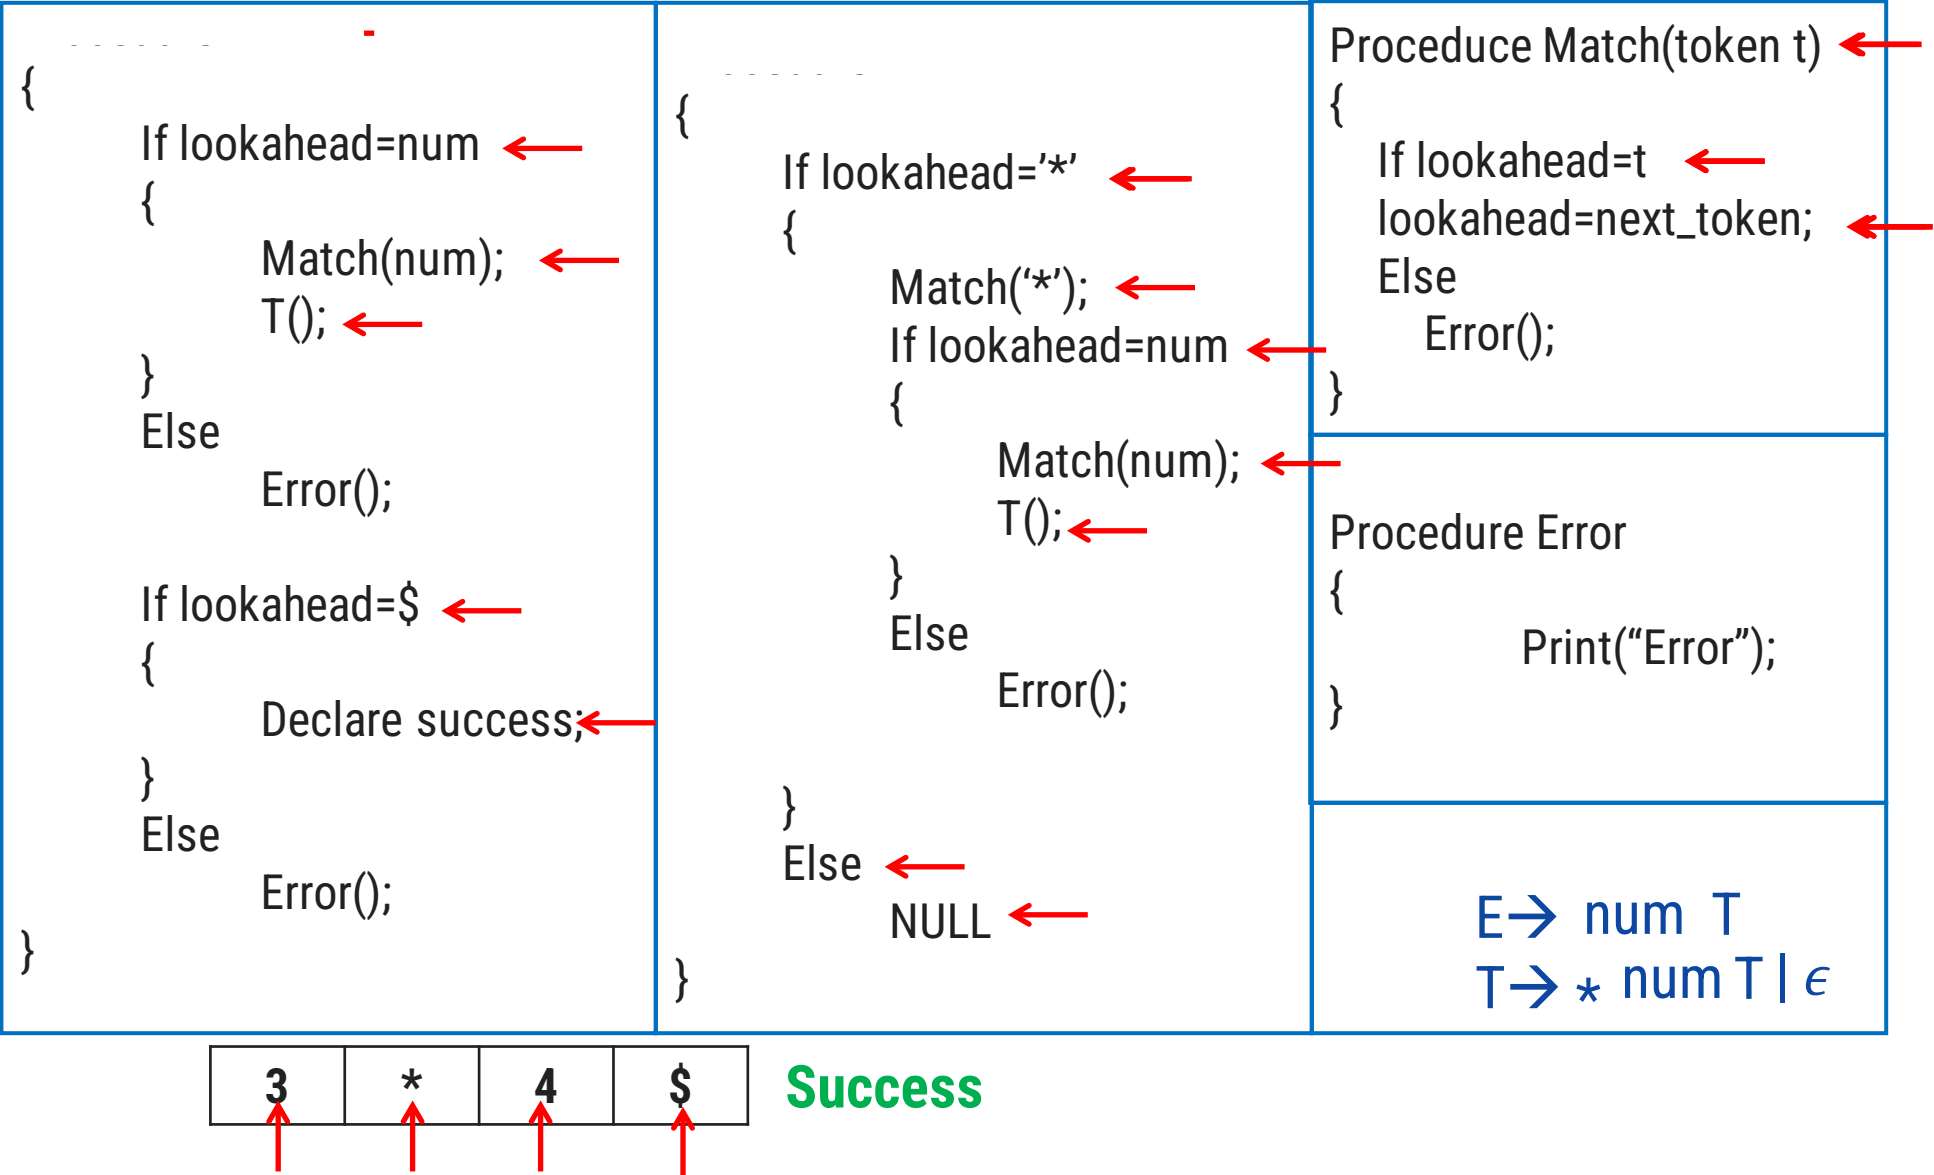 {
If lookahead=num
{
Match(num);
T();
}
Else
Error();
If lookahead=$
{
Declare success;
}
Else
Error();
}
{
If lookahead=’*’
{
Match(‘*’);
If lookahead=num
{
Match(num);
T();
}
Else
Error();
}
Else
NULL
}
Proceduce Match(token t)
{
If lookahead=t
lookahead=next_token;
Else
Error();
}
Procedure Error
{
Print(“Error”);
}
E→ num T
T→ * num T | ϵ
3 * 4 $ Success